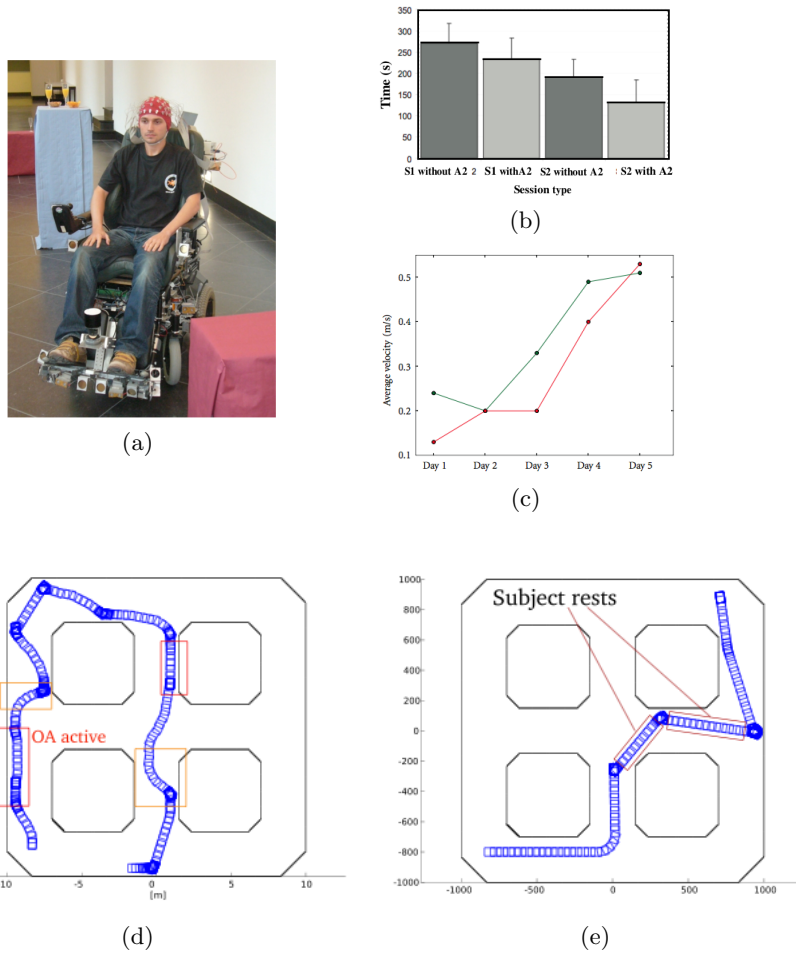 350
300
250
200
150
100
50
0
Time (s)
S1 without A2 2 S1 withA2 S2 without A2 : S2 with A2
Session type
(a)
(b)
0.5
0.4
0.3
0.2
0.1
Average velocity (m/s)
Day 1 Day 2 Day 3 Day 4 Day 5
(c)
OA active
10 -5 0 5 10
[m]
(d)
1000
800
600
400
200
0
-200
-400
-600
-800
-1000
Subject rests
-1000 -500 0 500 1000
(e)